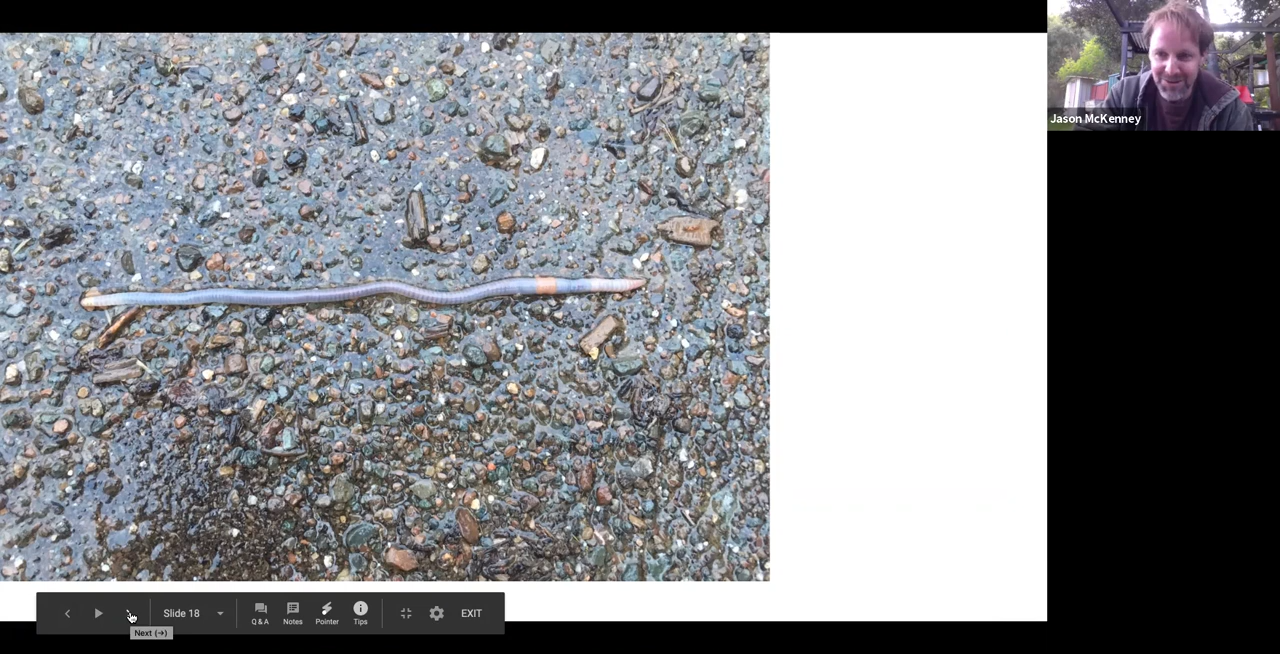 Jason McKenney
Slide 18
Q & A
Notes
Pointer
Tips
EXIT
Next (→)